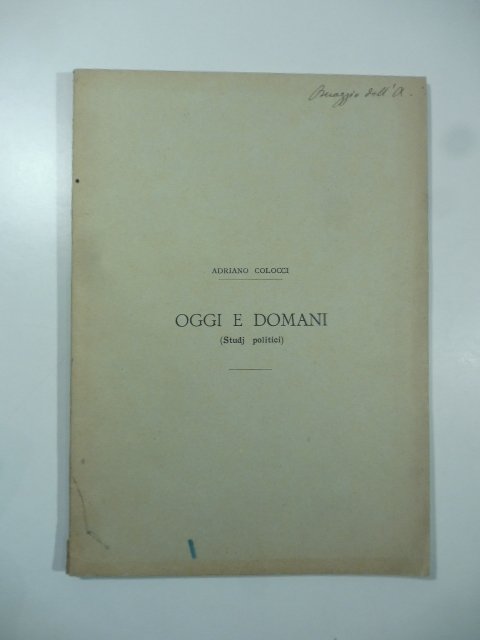 Omaggio dell'A.
ADRIANO COLOCCI
OGGI E DOMANI
(Studj politici)